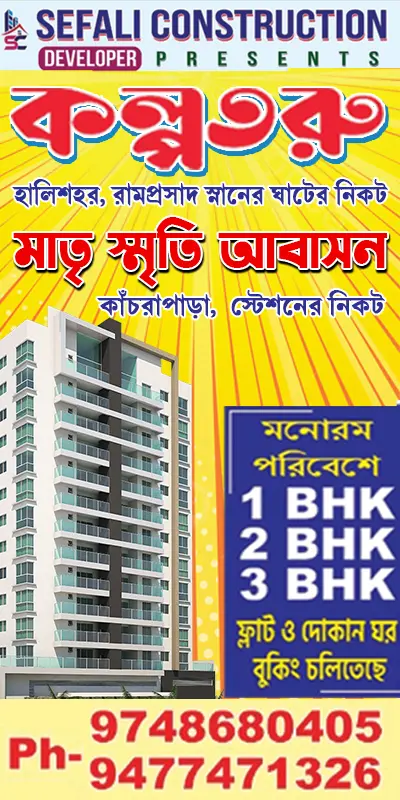 SC
SEFALI CONSTRUCTION
DEVELOPER PRESENTS
কল্পতরু
হালিশহর, রামপ্রসাদ স্নানের ঘাটের নিকট
মাতৃ স্মৃতি আবাসন
কাঁচরাপাড়া, স্টেশনের নিকট
মনোরম
পরিবেশে
1 BHK
2 BHK
3 BHK
ফ্লাট ও দোকান ঘর
বুকিং চলিতেছে
Ph- 9748680405
9477471326